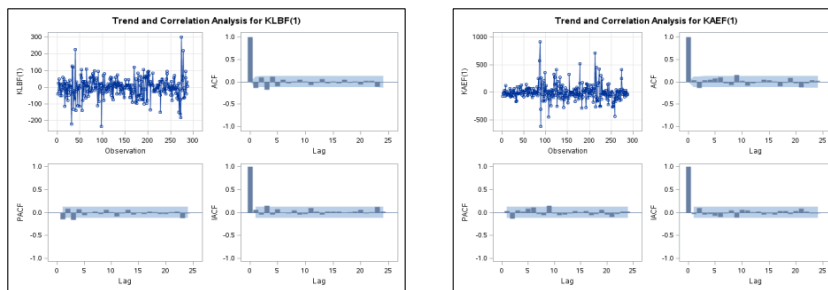 Trend and Correlation Analysis for KLBF(1)
300
200
100
0
-100
-200
KLBF(1)
0 50 100 150 200 250 300
Observation
1.0
0.5
0.0
-0.5
-1.0
ACF
0 5 10 15 20 25
Lag
1.0
0.5
0.0
-0.5
-1.0
PACF
0 5 10 15 20 25
Lag
1.0
0.5
0.0
-0.5
-1.0
IACF
0 5 10 15 20 25
Lag
Trend and Correlation Analysis for KAEF(1)
1000
500
0
-500
KAEF(1)
0 50 100 150 200 250 300
Observation
1.0
0.5
0.0
-0.5
-1.0
ACF
0 5 10 15 20 25
Lag
1.0
0.5
0.0
-0.5
-1.0
PACF
0 5 10 15 20 25
Lag
1.0
0.5
0.0
-0.5
-1.0
IACF
0 5 10 15 20 25
Lag